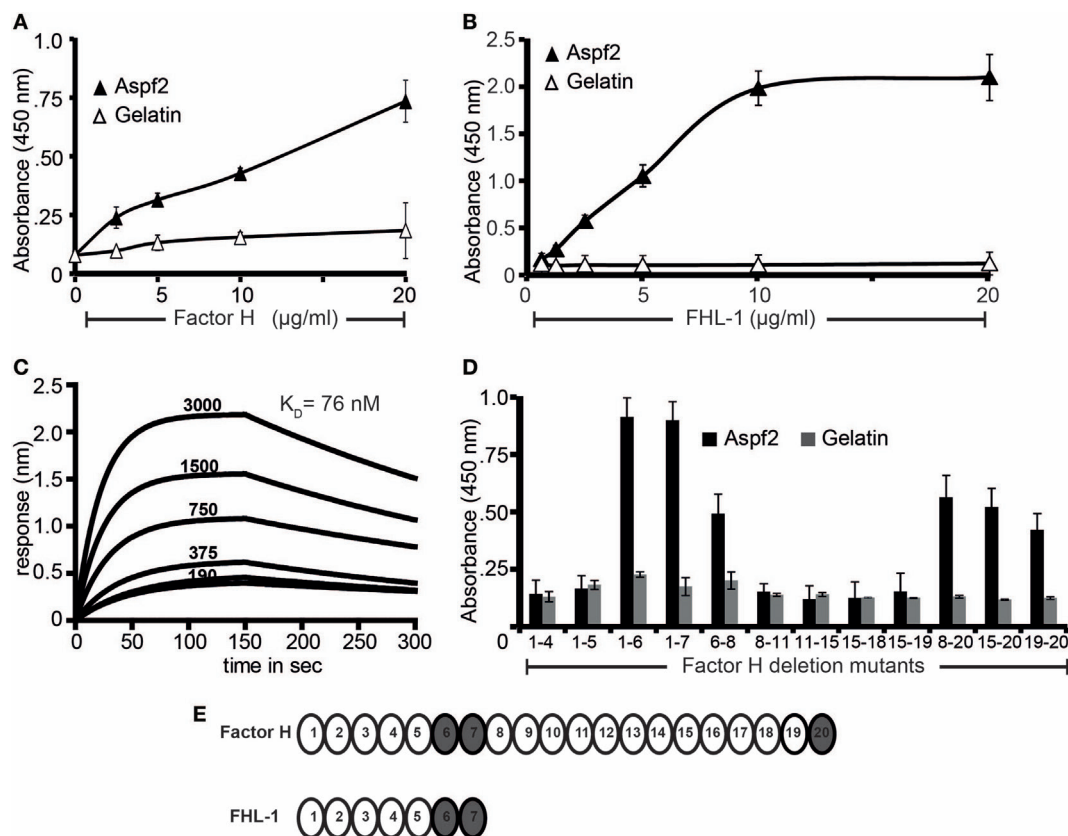 A
1.0
.75
.50
.25
0
Absorbance (450 nm)
Aspf2
Gelatin
0 5 10 20
Factor H (µg/ml)
B
2.5
2.0
1.5
1.0
0.5
0
Absorbance (450 nm)
Aspf2
Gelatin
0 5 10 20
FHL-1 (µg/ml)
C
2.5
2.0
1.5
1.0
0.5
0
response (nm)
KD= 76 nM
3000
1500
750
375
190
0 50 100 150 200 250 300
time in sec
D
1.0
.75
.50
.25
0
Absorbance (450 nm)
Aspf2 Gelatin
1-4 1-5 1-6 1-7 6-8 8-11 11-15 15-18 15-19 8-20 15-20 19-20
Factor H deletion mutants
E
Factor H 1 2 3 4 5 6 7 8 9 10 11 12 13 14 15 16 17 18 19 20
FHL-1 1 2 3 4 5 6 7